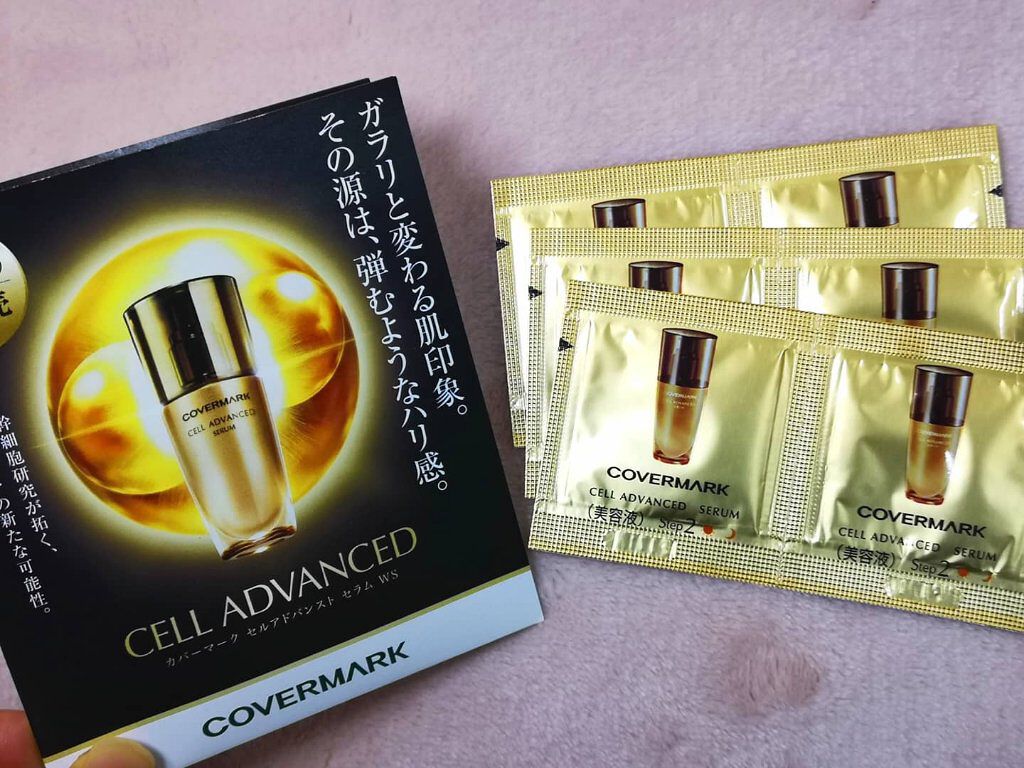 ガラリと変わる肌印象。
その源は、弾むようなハリ感。
売
COVERMARK
CELL ADVANCED
SERUM
幹細胞研究が拓く、
の新たな可能性。
CELL ADVANCED
カバーマーク セルアドバンスト セラム WS
COVERMARK
COVERMARK
CELL ADVANCED SERUM
(美容液) Step2
COVERMARK
CELL ADVANCED SERUM
(美容液) Step2